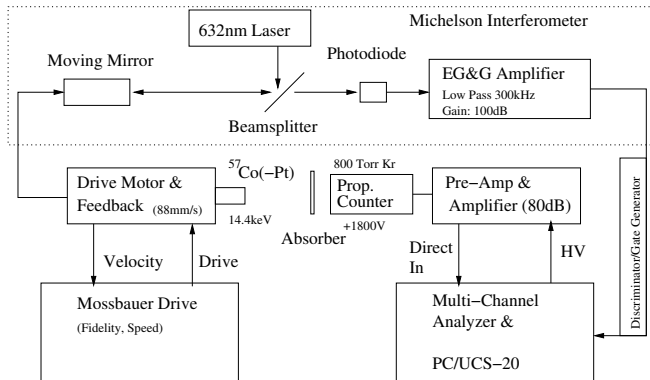 Michelson Interferometer
632nm Laser
Moving Mirror
Photodiode
Beamsplitter
EG&G Amplifier
Low Pass 300kHz
Gain: 100dB
Drive Motor &
Feedback (88mm/s)
57Co(-Pt)
14.4keV
Absorber
800 Torr Kr
Prop.
Counter
+1800V
Pre-Amp &
Amplifier (80dB)
Discriminator/Gate Generator
Velocity
Drive
Direct
In
HV
Mossbauer Drive
(Fidelity, Speed)
Multi-Channel
Analyzer &
PC/UCS-20